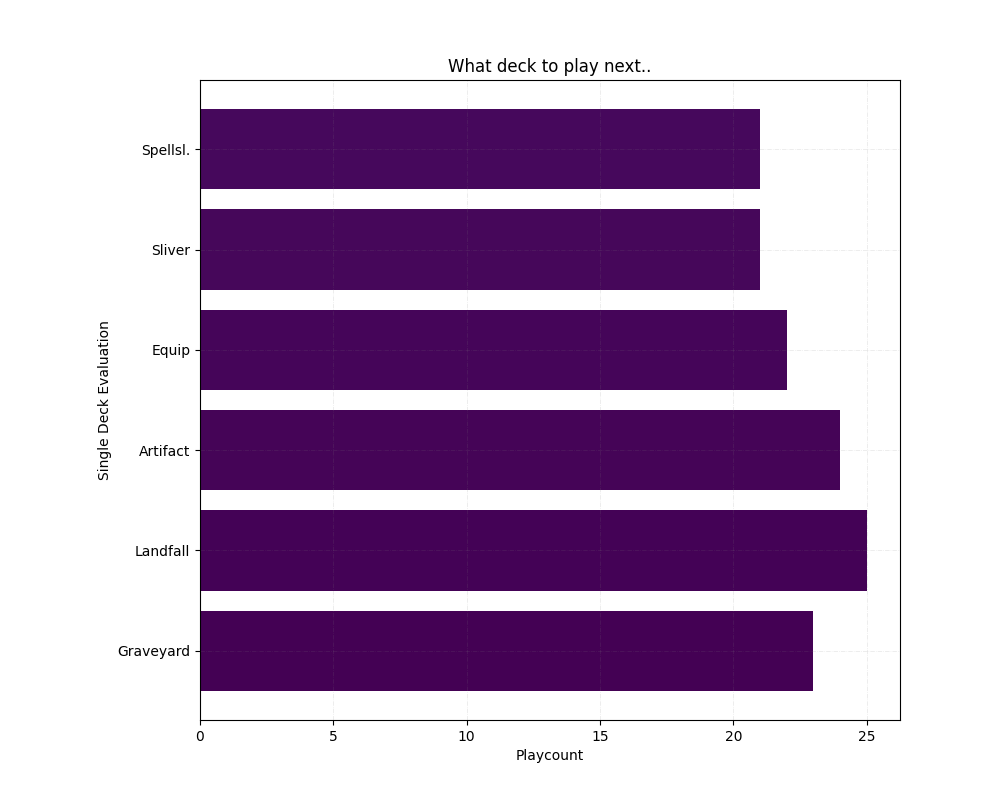 What deck to play next..
Single Deck Evaluation
Spellsl.
Sliver
Equip
Artifact
Landfall
Graveyard
0 5 10 15 20 25
Playcount